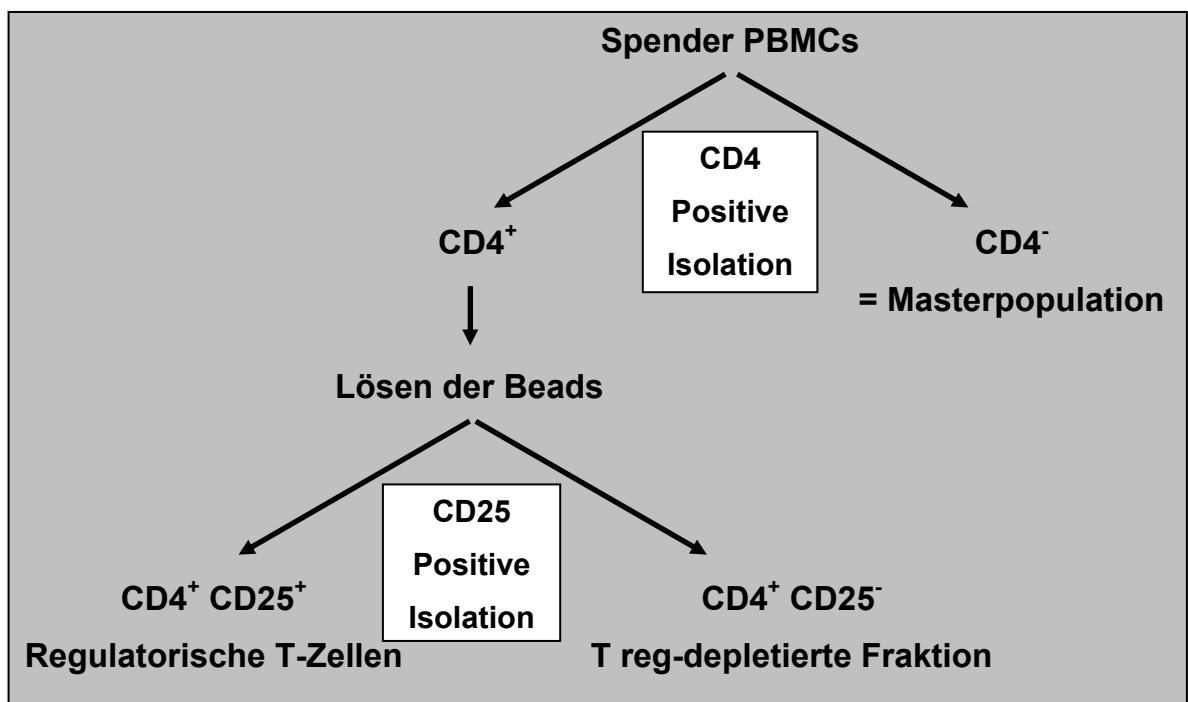 Spender PBMCs
CD4
Positive
Isolation
CD4⁺
CD4⁻
= Masterpopulation
Lösen der Beads
CD25
Positive
Isolation
CD4⁺ CD25⁺
Regulatorische T-Zellen
CD4⁺ CD25⁻
T reg-depletierte Fraktion